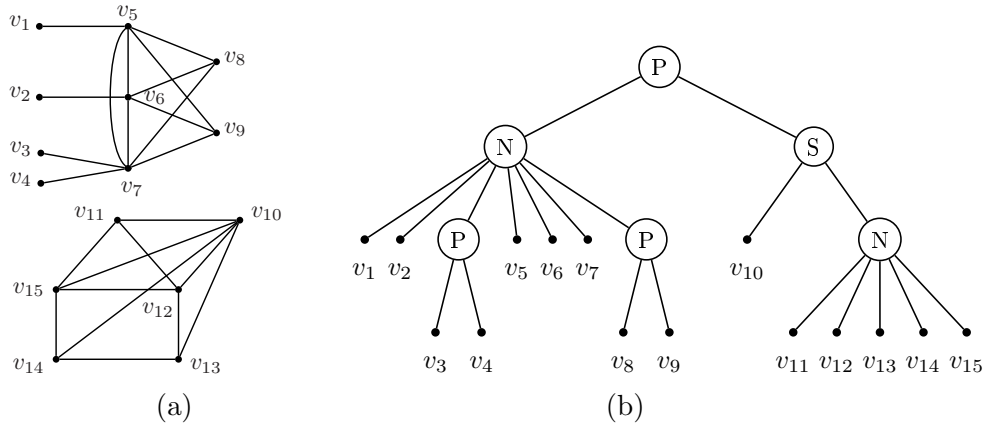 v₅
v₁
v₈
v₂ v₆
v₉
v₃
v₄
v₇
v₁₁ v₁₀
v₁₅
v₁₂
v₁₄ v₁₃
(a)
P
N S
P P N
v₁ v₂ v₅ v₆ v₇ v₁₀
v₃ v₄ v₈ v₉ v₁₁ v₁₂ v₁₃ v₁₄ v₁₅
(b)